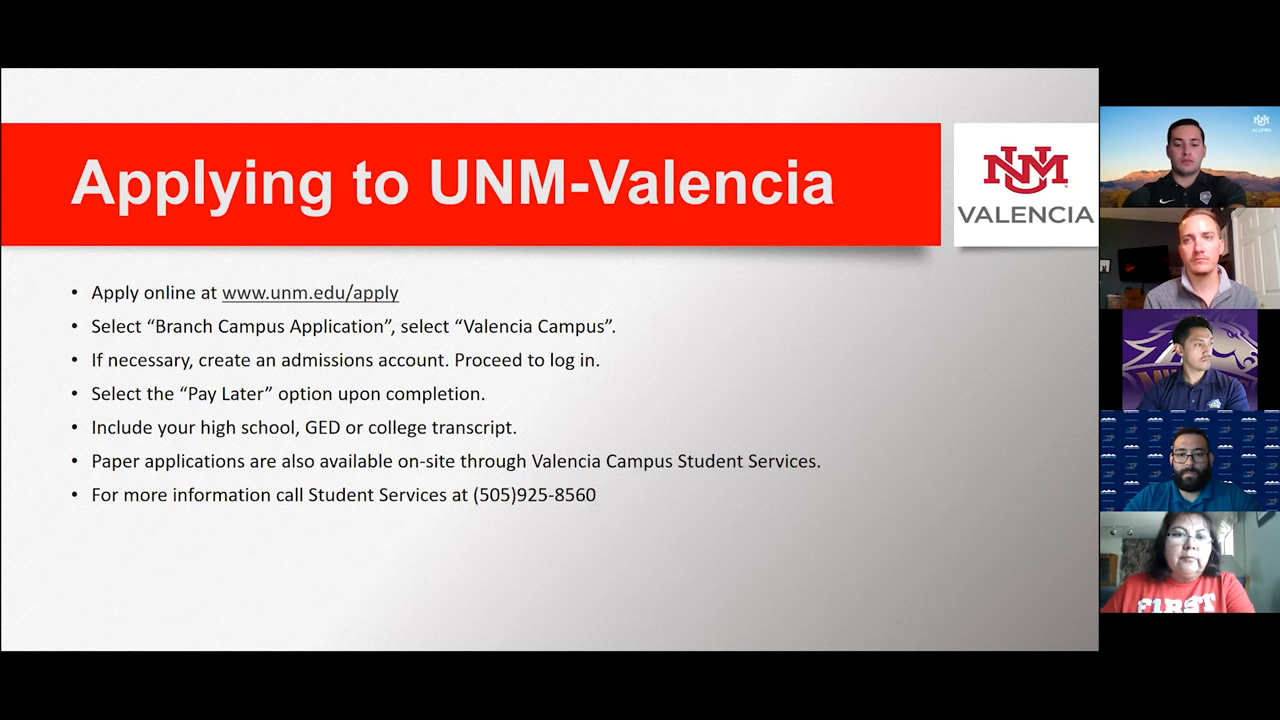 Applying to UNM-Valencia
UNM
VALENCIA
• Apply online at www.unm.edu/apply
• Select “Branch Campus Application”, select “Valencia Campus”.
• If necessary, create an admissions account. Proceed to log in.
• Select the “Pay Later” option upon completion.
• Include your high school, GED or college transcript.
• Paper applications are also available on-site through Valencia Campus Student Services.
• For more information call Student Services at (505)925-8560
UNM
ALUMNI
FIRST